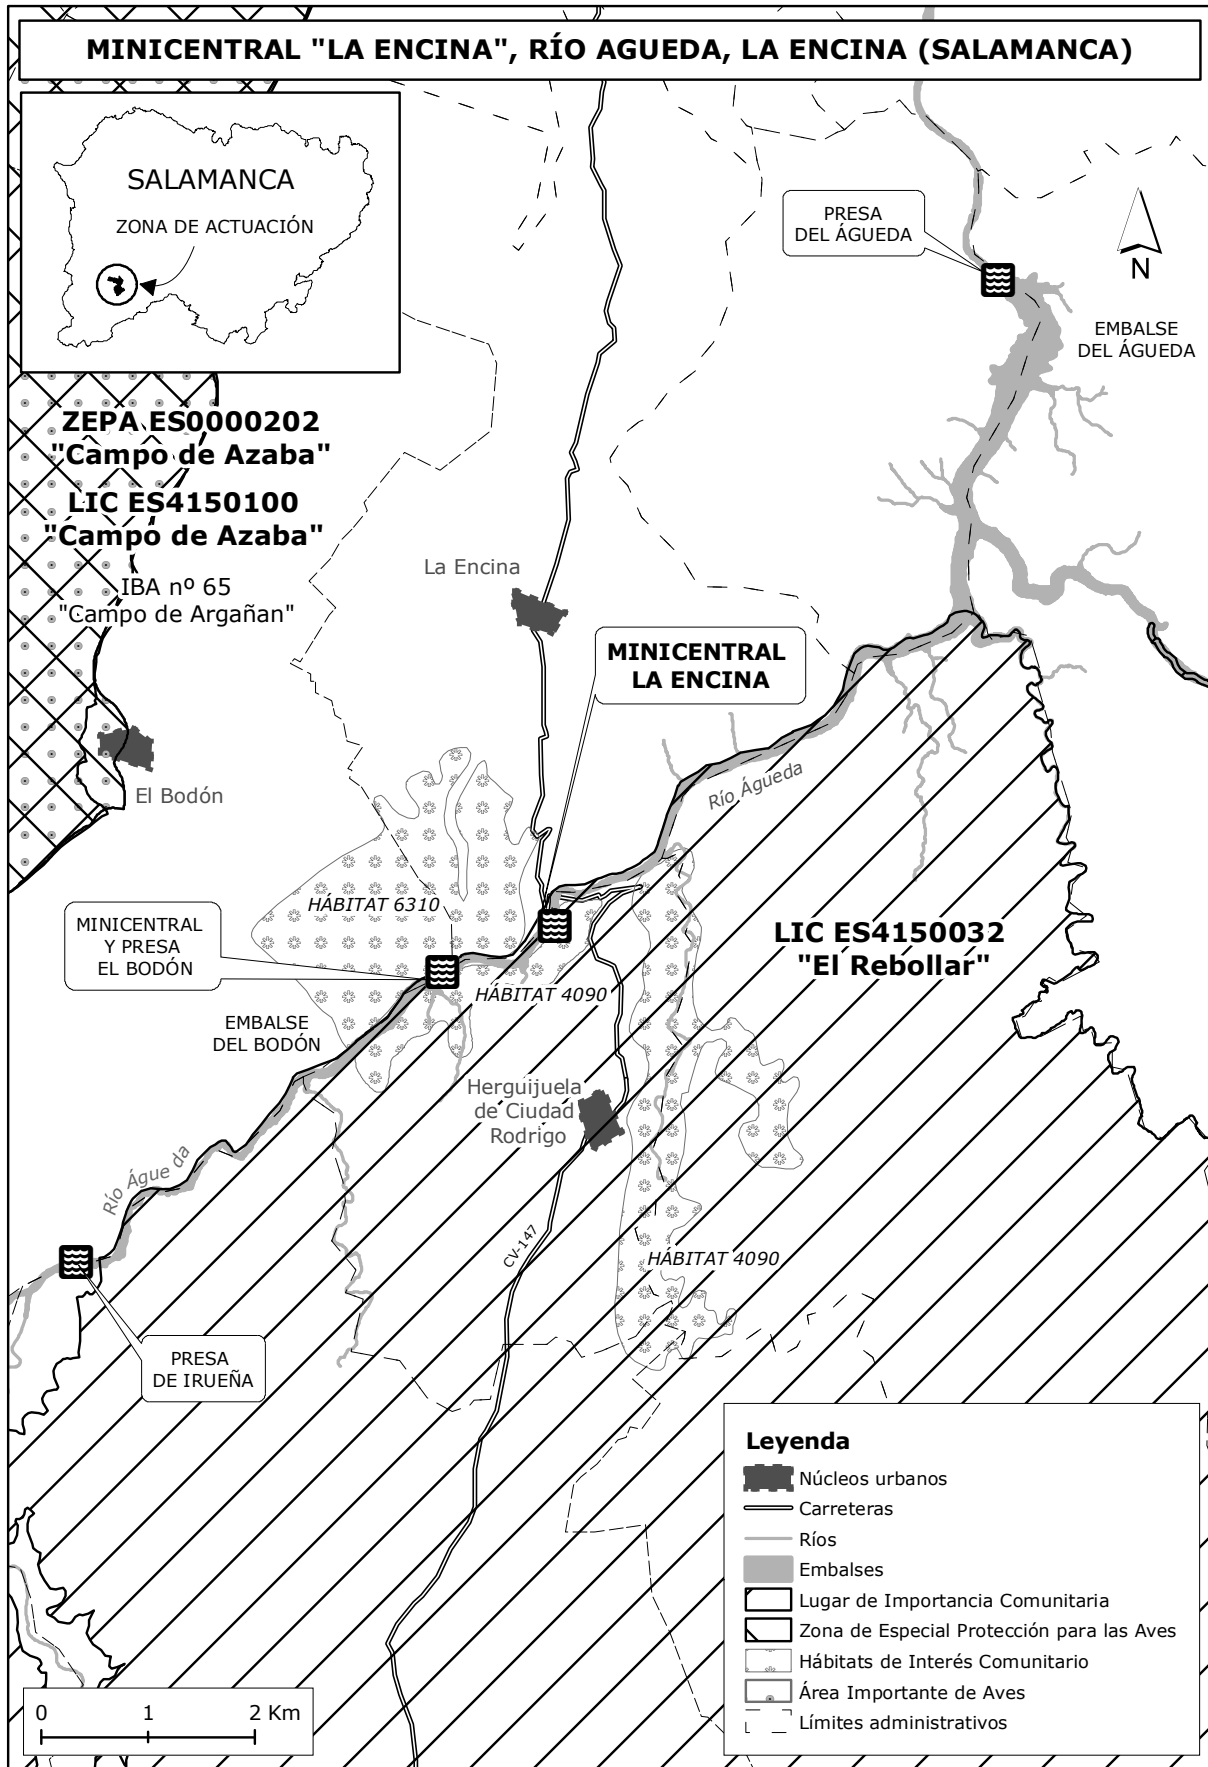 MINICENTRAL "LA ENCINA", RÍO AGUEDA, LA ENCINA (SALAMANCA)
SALAMANCA
ZONA DE ACTUACIÓN
PRESA
DEL ÁGUEDA
N
EMBALSE
DEL ÁGUEDA
ZEPA ES0000202
"Campo de Azaba"
LIC ES4150100
"Campo de Azaba"
IBA nº 65
"Campo de Argañan"
La Encina
MINICENTRAL
LA ENCINA
El Bodón
Río Águeda
HÁBITAT 6310
MINICENTRAL
Y PRESA
EL BODÓN
LIC ES4150032
"El Rebollar"
HÁBITAT 4090
EMBALSE
DEL BODÓN
Herguijuela
de Ciudad
Rodrigo
Río Águe da
CV-147
HÁBITAT 4090
PRESA
DE IRUEÑA
Leyenda
Núcleos urbanos
Carreteras
Ríos
Embalses
Lugar de Importancia Comunitaria
Zona de Especial Protección para las Aves
Hábitats de Interés Comunitario
Área Importante de Aves
Límites administrativos
0 1 2 Km